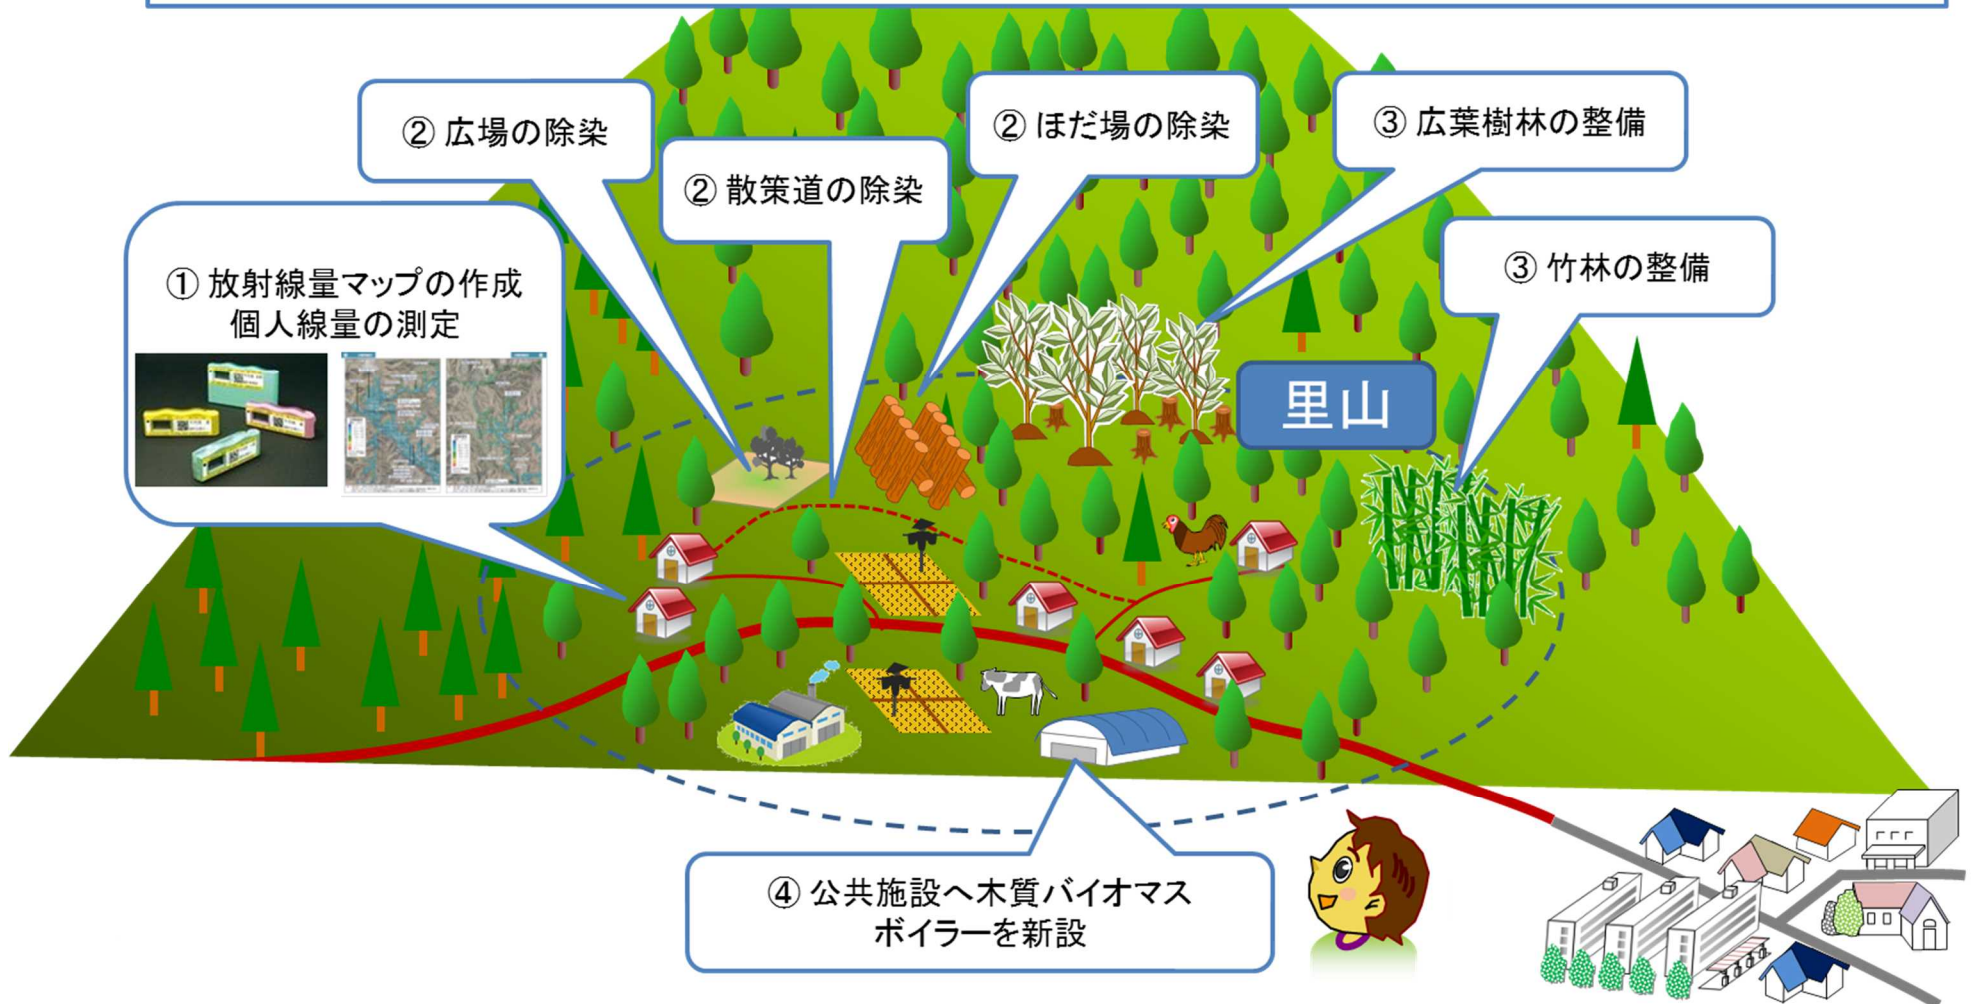 ② 広場の除染
② 散策道の除染
② ほだ場の除染
③ 広葉樹林の整備
③ 竹林の整備
① 放射線量マップの作成
個人線量の測定
里山
④ 公共施設へ木質バイオマス
ボイラーを新設